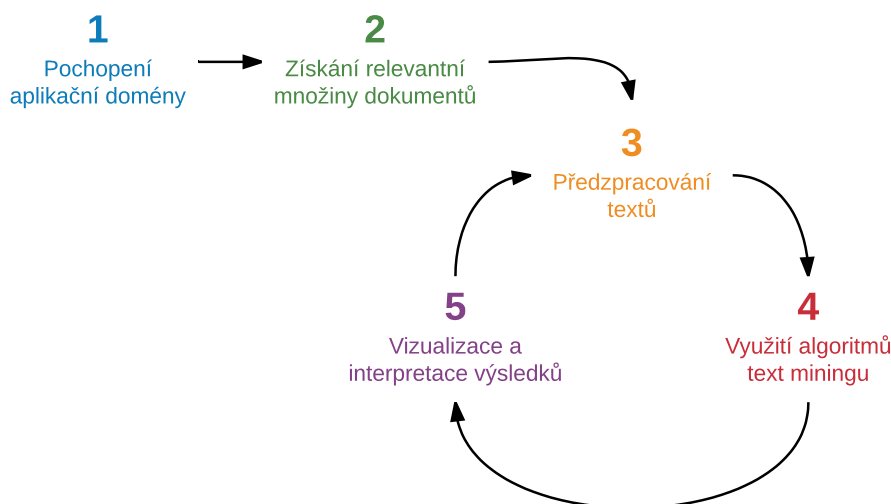 1
Pochopení
aplikační domény
2
Získání relevantní
množiny dokumentů
3
Předzpracování
textů
4
Využití algoritmů
text miningu
5
Vizualizace a
interpretace výsledků